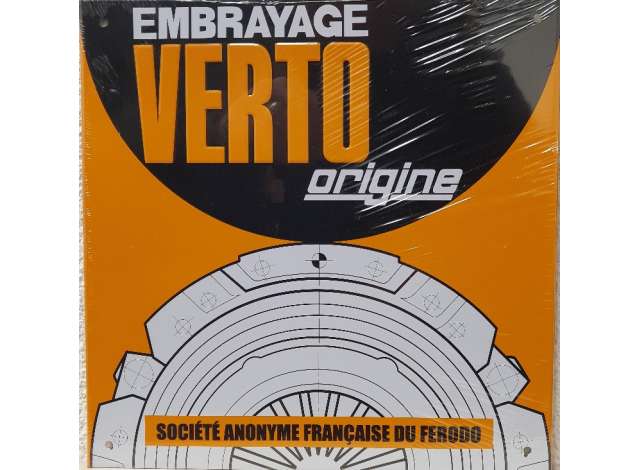 EMBRAYAGE
VERTO
origine
SOCIÉTÉ ANONYME FRANÇAISE DU FERODO